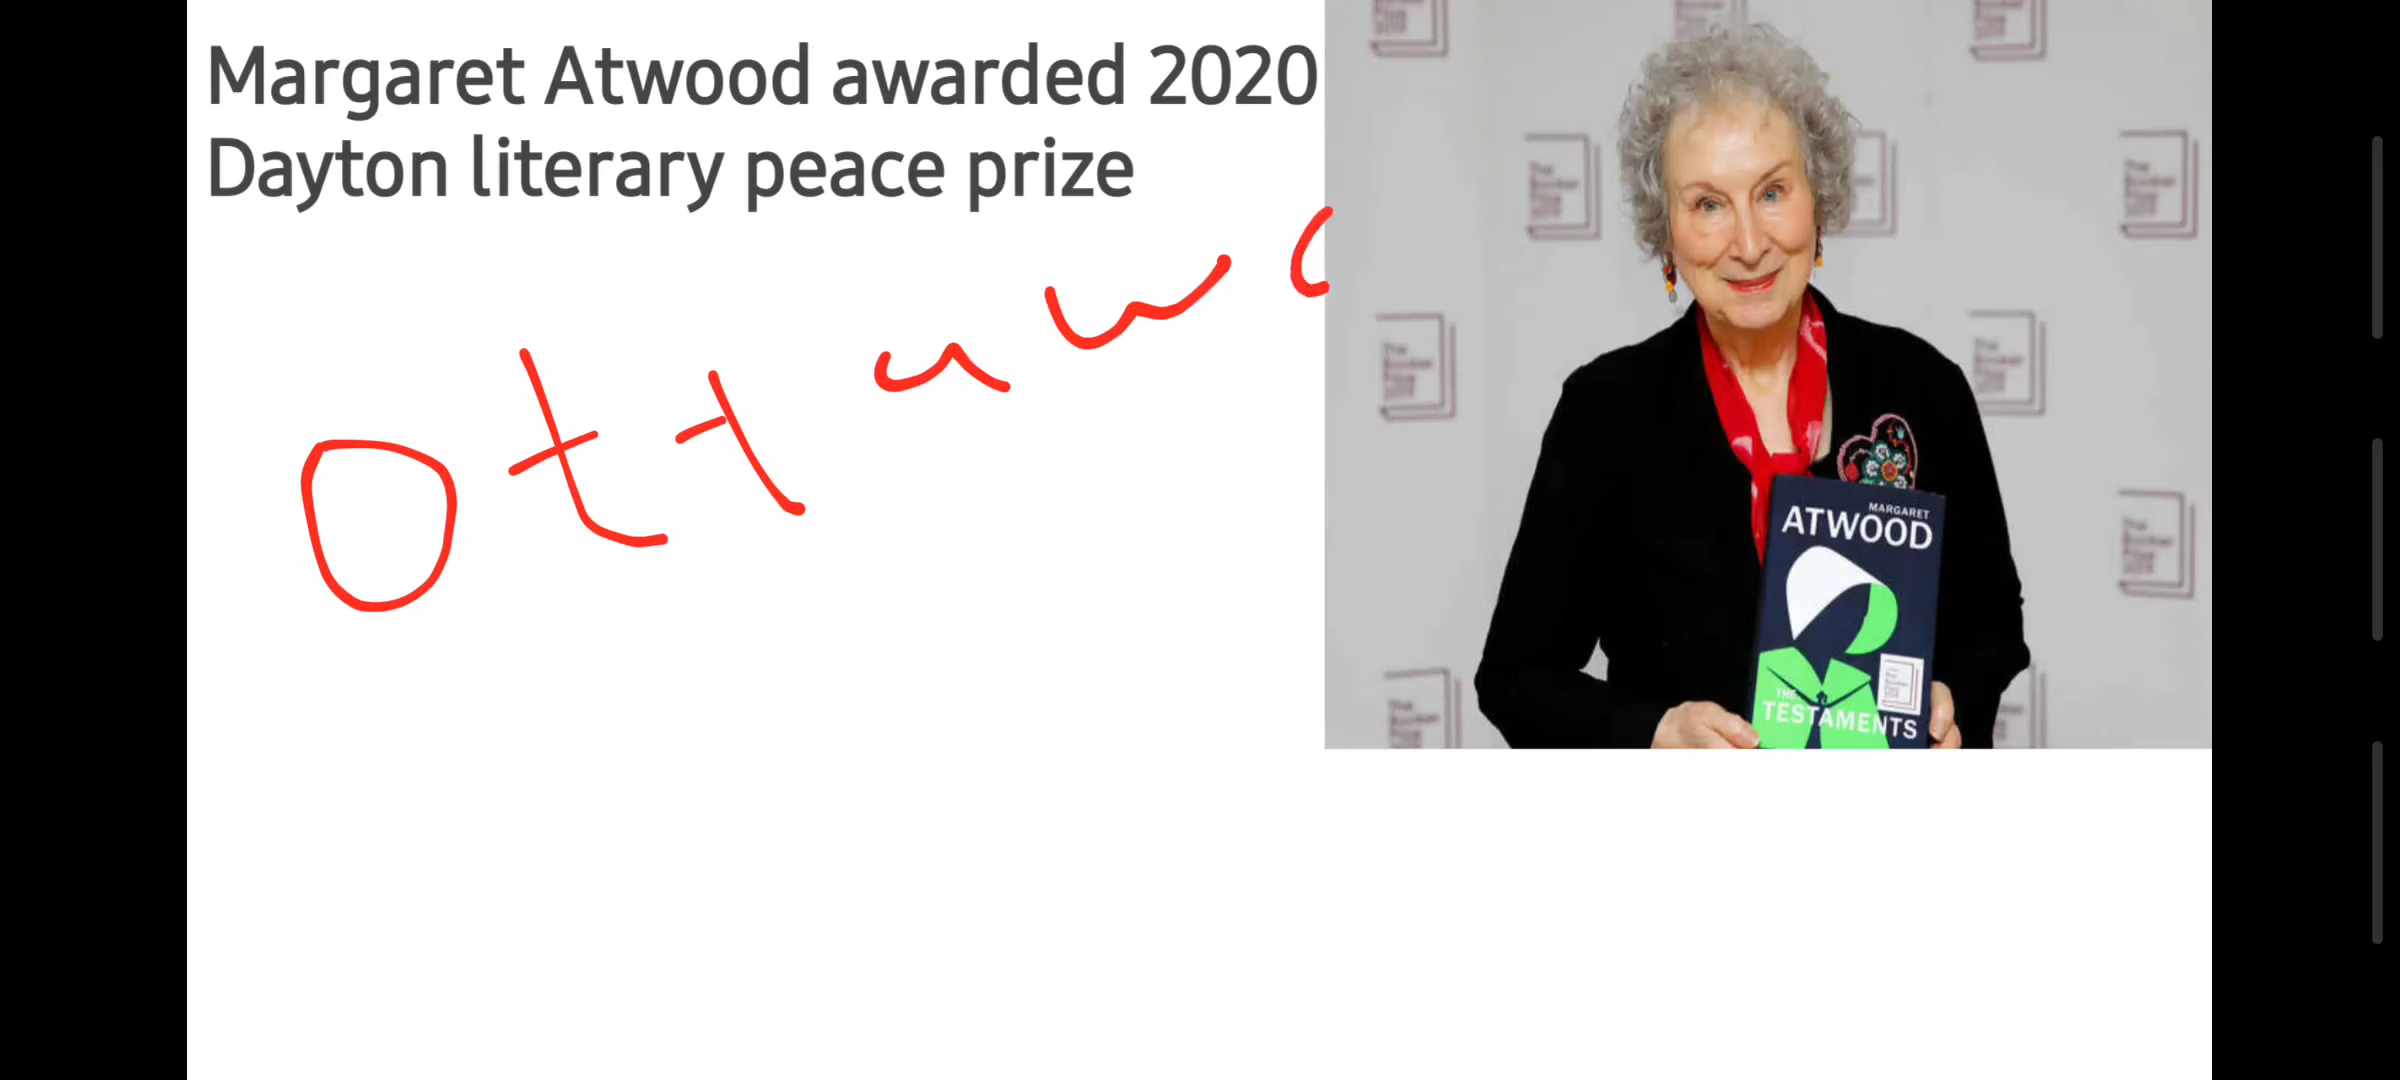 Margaret Atwood awarded 2020
Dayton literary peace prize
Ottawa
MARGARET
ATWOOD
THE
TESTAMENTS